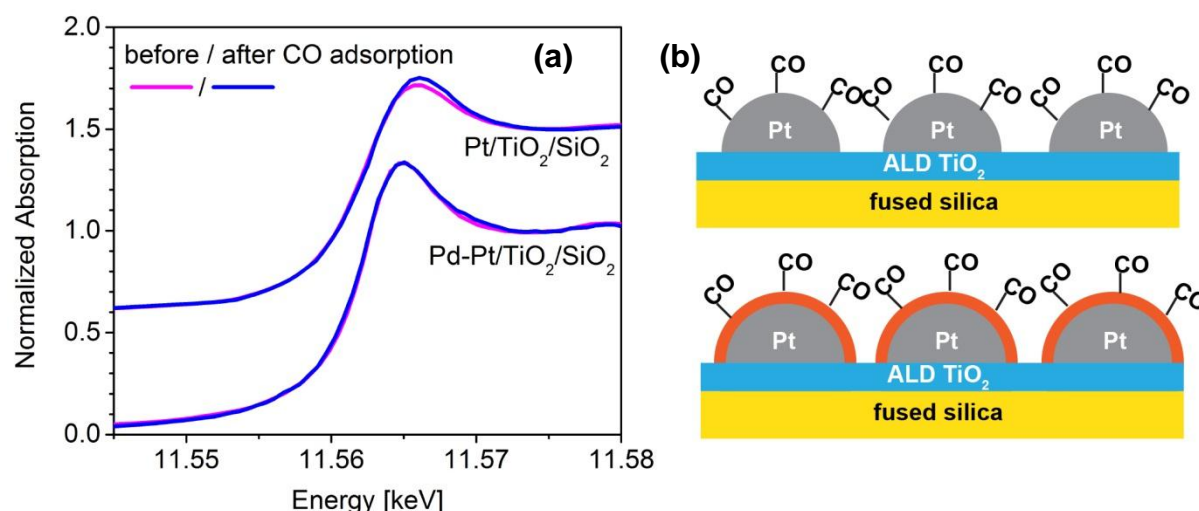 before / after CO adsorption
/
(a)
Pt/TiO₂/SiO₂
Pd-Pt/TiO₂/SiO₂
Normalized Absorption
2.0
1.5
1.0
0.5
0.0
11.55 11.56 11.57 11.58
Energy [keV]
(b)
CO CO CO CO CO CO CO CO CO
Pt Pt Pt
ALD TiO₂
fused silica
CO CO CO CO CO CO CO CO CO
Pt Pt Pt
ALD TiO₂
fused silica